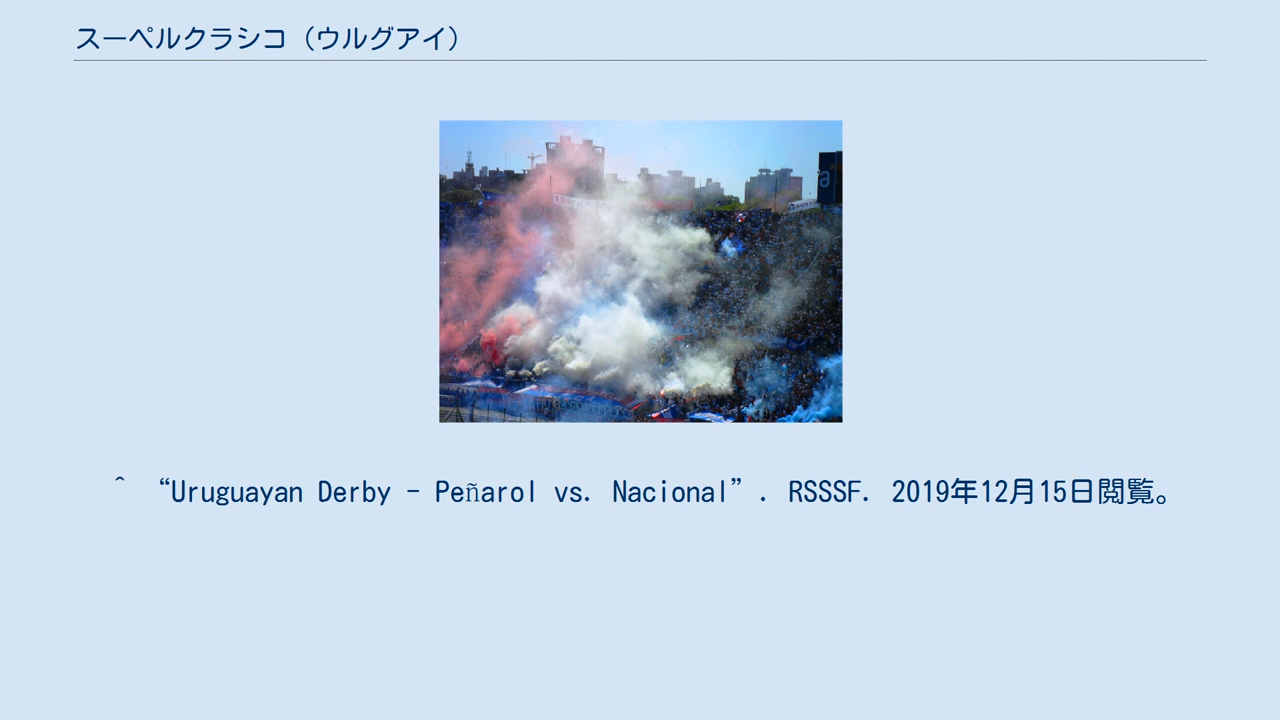 スーペルクラシコ（ウルグアイ）
^ “Uruguayan Derby - Peñarol vs. Nacional”. RSSSF. 2019年12月15日閲覧。